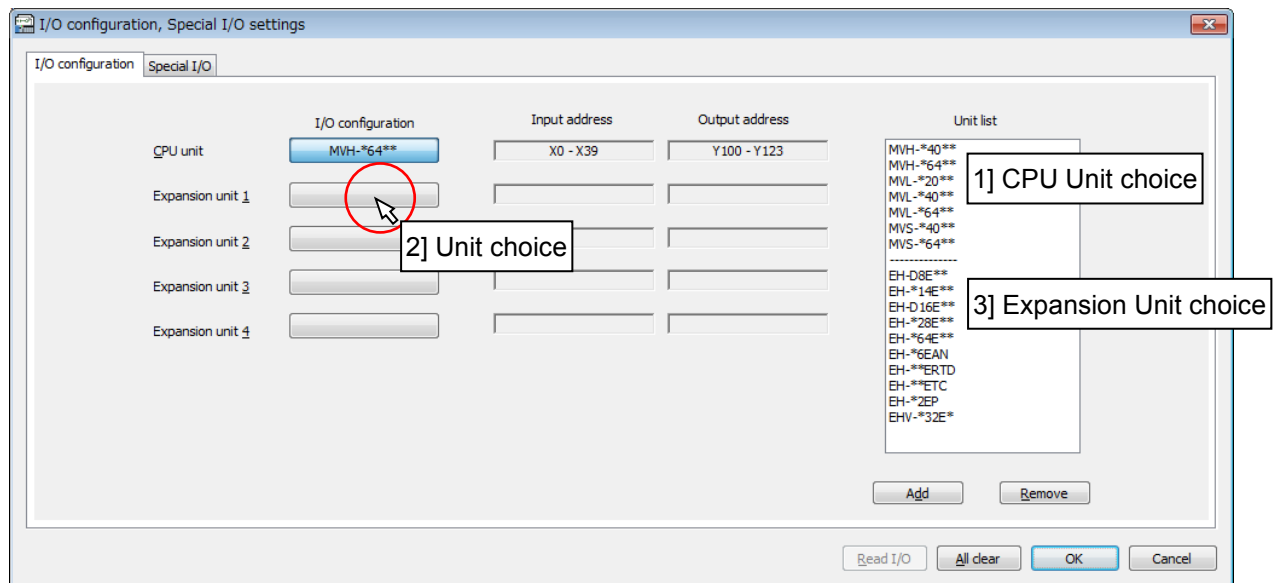 I/O configuration, Special I/O settings
I/O configuration Special I/O
I/O configuration Input address Output address Unit list
CPU unit MVH-*64** X0 - X39 Y100 - Y123
Expansion unit 1
Expansion unit 2
Expansion unit 3
Expansion unit 4
MVH-*40**
MVH-*64**
MVL-*20**
MVL-*40**
MVL-*64**
MVS-*40**
MVS-*64**
--------------
EH-D8E**
EH-*14E**
EH-D16E**
EH-*28E**
EH-*64E**
EH-*6EAN
EH-**ERTD
EH-**ETC
EH-*2EP
EHV-*32E*
1] CPU Unit choice
2] Unit choice
3] Expansion Unit choice
Add Remove
Read I/O All clear OK Cancel